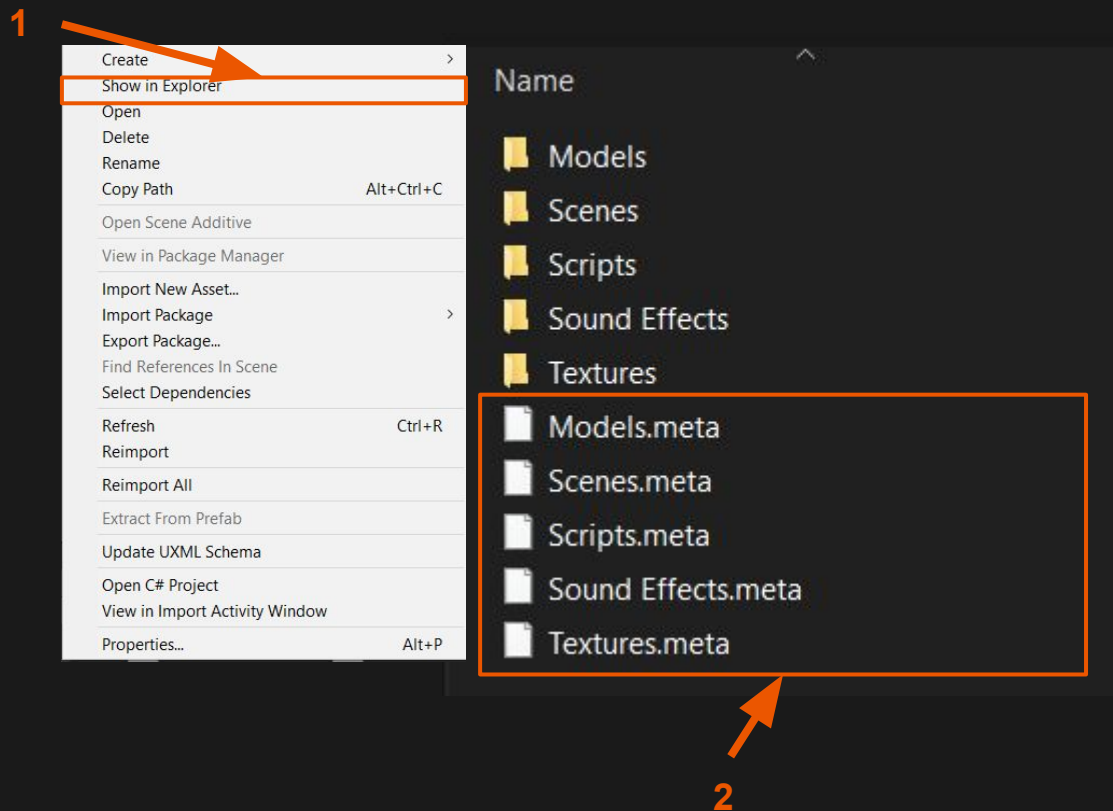 1
Create >
Show in Explorer
Open
Delete
Rename
Copy Path Alt+Ctrl+C
Open Scene Additive
View in Package Manager
Import New Asset...
Import Package >
Export Package...
Find References In Scene
Select Dependencies
Refresh Ctrl+R
Reimport
Reimport All
Extract From Prefab
Update UXML Schema
Open C# Project
View in Import Activity Window
Properties... Alt+P
Name
Models
Scenes
Scripts
Sound Effects
Textures
Models.meta
Scenes.meta
Scripts.meta
Sound Effects.meta
Textures.meta
2